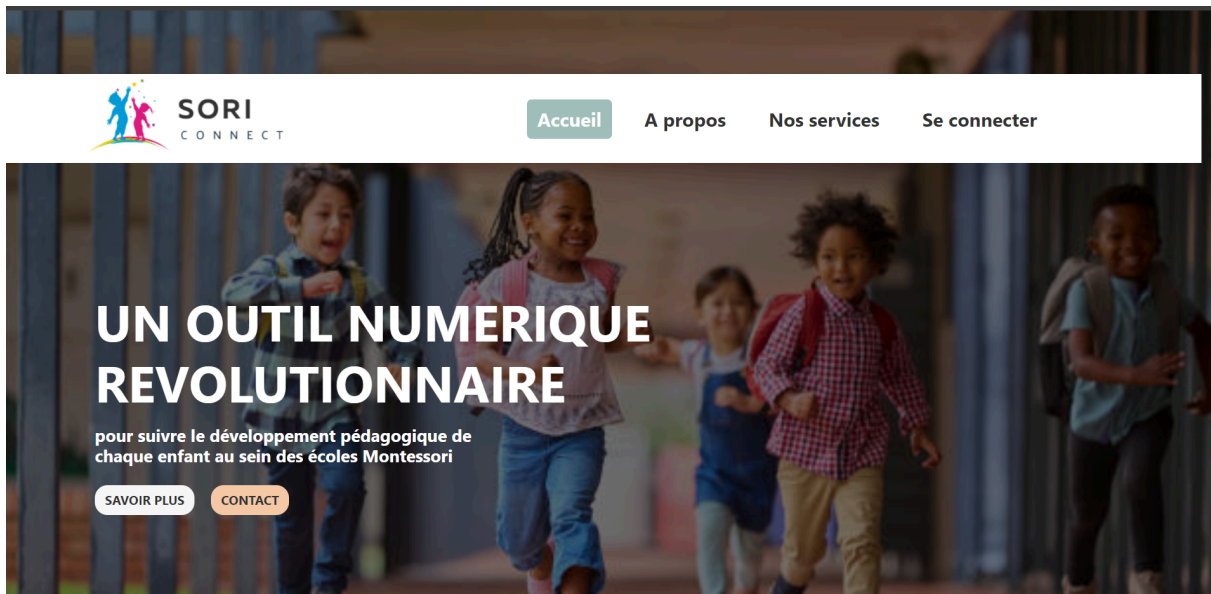 SORI
CONNECT
Accueil
A propos
Nos services
Se connecter
UN OUTIL NUMERIQUE
REVOLUTIONNAIRE
pour suivre le développement pédagogique de
chaque enfant au sein des écoles Montessori
SAVOIR PLUS
CONTACT